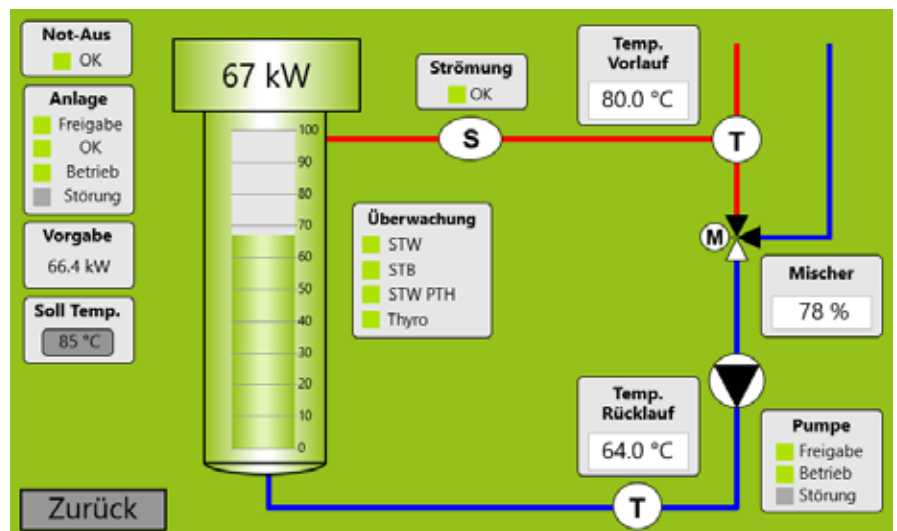 Not-Aus
OK
Anlage
Freigabe
OK
Betrieb
Störung
Vorgabe
66.4 kW
Soll Temp.
85 °C
Zurück
67 kW
100
90
80
70
60
50
40
30
20
10
0
Strömung
OK
S
Überwachung
STW
STB
STW PTH
Thyro
Temp.
Vorlauf
80.0 °C
T
M
Mischer
78 %
Temp.
Rücklauf
64.0 °C
T
Pumpe
Freigabe
Betrieb
Störung